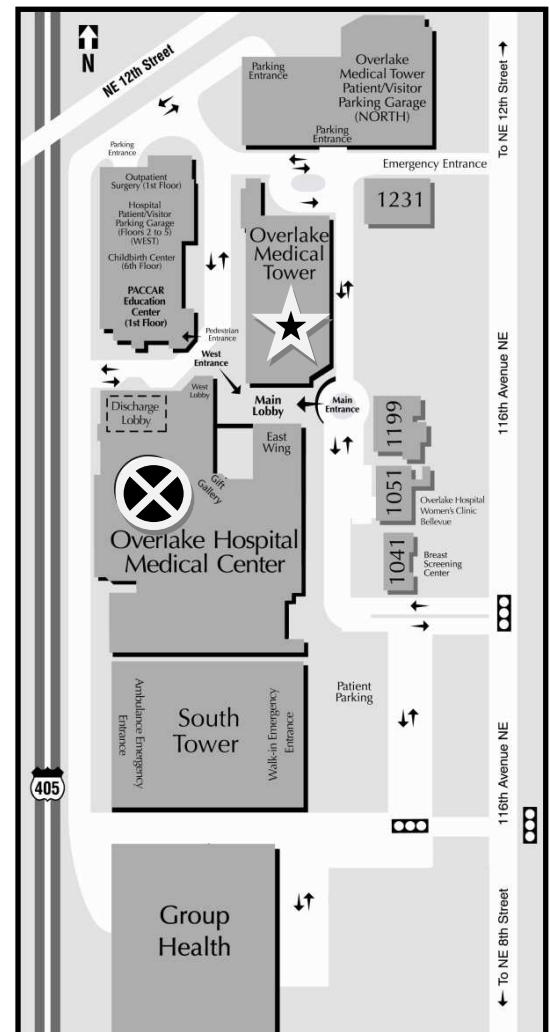 N
NE 12th Street
Parking
Entrance
Overlake
Medical Tower
Patient/Visitor
Parking Garage
(NORTH)
Parking
Entrance
To NE 12th Street
Emergency Entrance
Parking
Entrance
Outpatient
Surgery (1st Floor)
Hospital
Patient/Visitor
Parking Garage
(Floors 2 to 5)
(WEST)
Childbirth Center
(6th Floor)
PACCAR
Education
Center
(1st Floor)
Pedestrian
Entrance
West
Entrance
1231
Overlake
Medical
Tower
116th Avenue NE
West
Lobby
Main
Lobby
Main
Entrance
Discharge
Lobby
East
Wing
Gift
Gallery
1199
1051
Overlake Hospital
Women's Clinic
Bellevue
1041
Breast
Screening
Center
Overlake Hospital
Medical Center
Ambulance Emergency
Entrance
South
Tower
Walk-in Emergency
Entrance
Patient
Parking
405
116th Avenue NE
Group
Health
To NE 8th Street